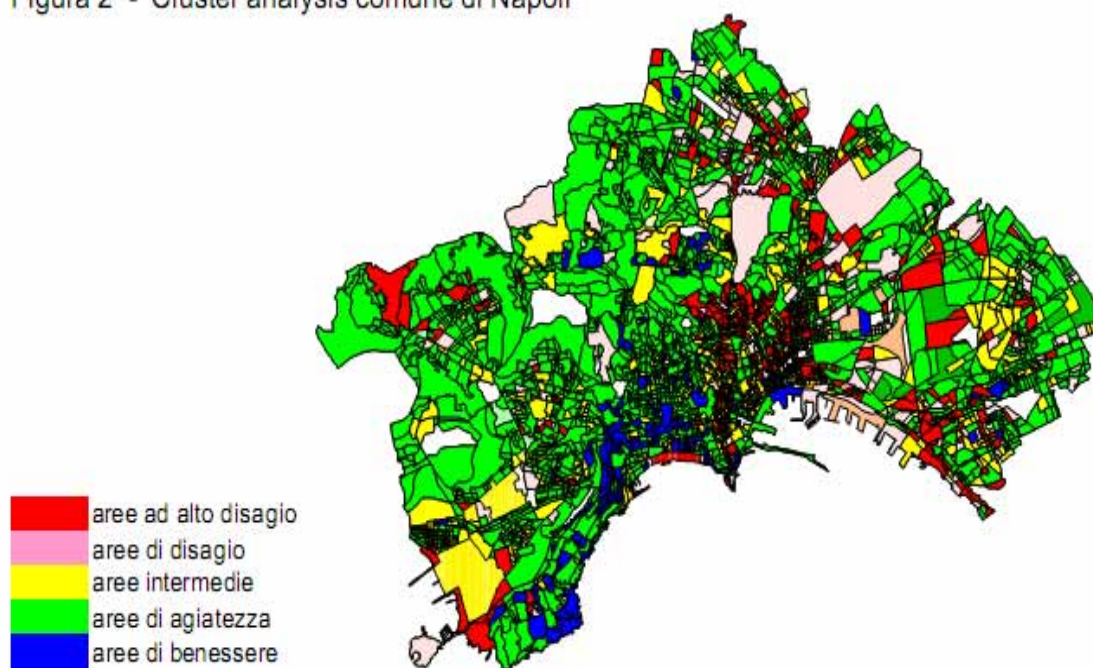 Figura 2 - Cluster analysis comune di Napoli
aree ad alto disagio
aree di disagio
aree intermedie
aree di agiatezza
aree di benessere